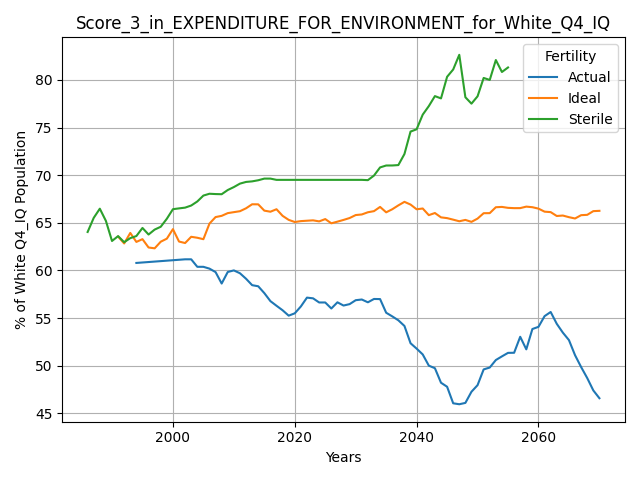 Score_3_in_EXPENDITURE_FOR_ENVIRONMENT_for_White_Q4_IQ
% of White Q4_IQ Population
80
75
70
65
60
55
50
45
2000
2020
2040
2060
Years
Fertility
Actual
Ideal
Sterile